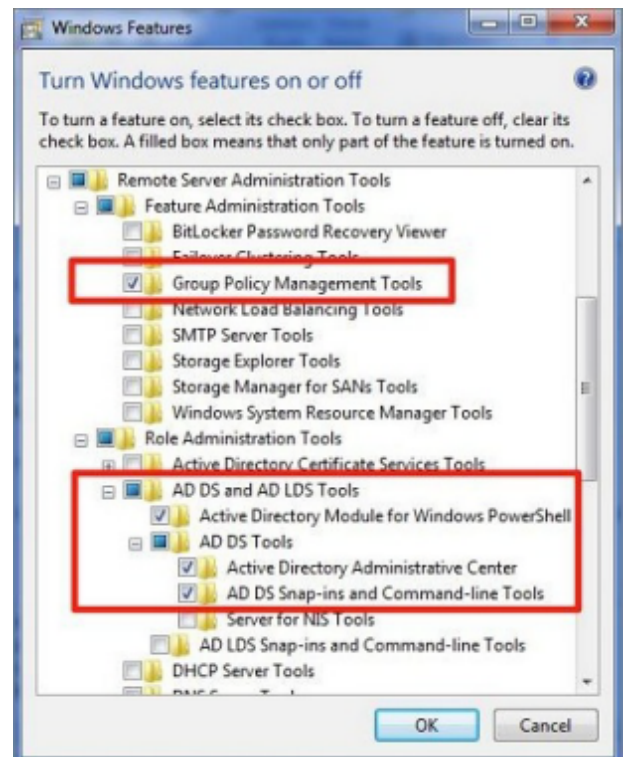 Windows Features
Turn Windows features on or off
To turn a feature on, select its check box. To turn a feature off, clear its
check box. A filled box means that only part of the feature is turned on.
Remote Server Administration Tools
Feature Administration Tools
BitLocker Password Recovery Viewer
Failover Clustering Tools
Group Policy Management Tools
Network Load Balancing Tools
SMTP Server Tools
Storage Explorer Tools
Storage Manager for SANs Tools
Windows System Resource Manager Tools
Role Administration Tools
Active Directory Certificate Services Tools
AD DS and AD LDS Tools
Active Directory Module for Windows PowerShell
AD DS Tools
Active Directory Administrative Center
AD DS Snap-ins and Command-line Tools
Server for NIS Tools
AD LDS Snap-ins and Command-line Tools
DHCP Server Tools
DNS Server Tools
OK Cancel